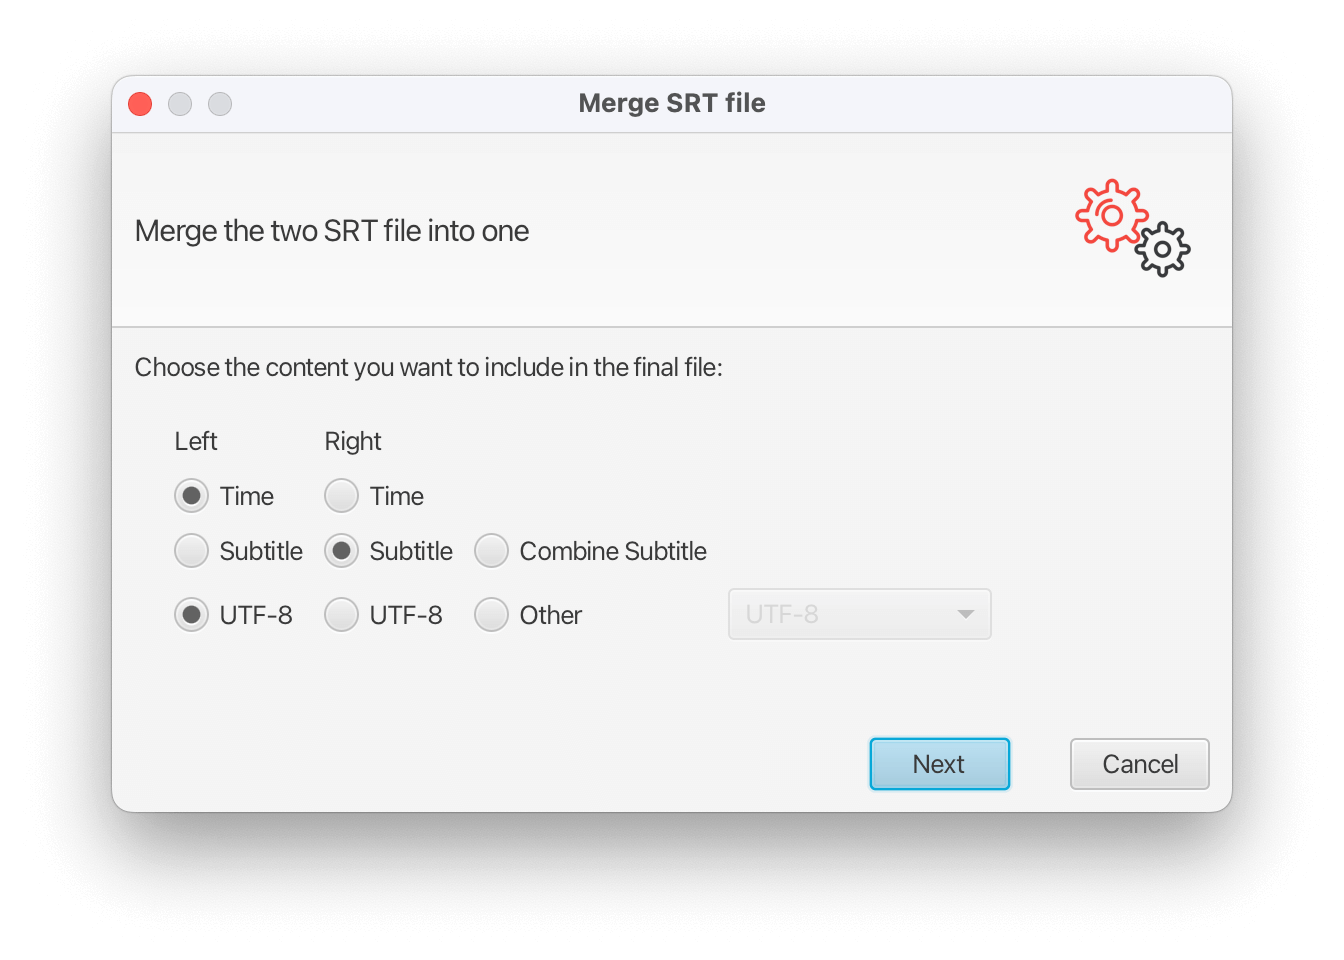 Merge SRT file
Merge the two SRT file into one
Choose the content you want to include in the final file:
Left Right
Time Time
Subtitle Subtitle Combine Subtitle
UTF-8 UTF-8 Other UTF-8
Next Cancel